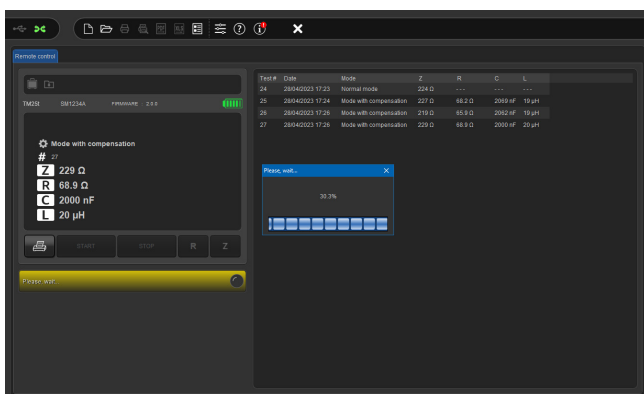 Remote control
TM25t SM1234A FIRMWARE : 2.0.0
Mode with compensation
# 27
Z 229 Ω
R 68.9 Ω
C 2000 nF
L 20 µH
START STOP R Z
Please wait...
Test # Date Mode Z R C L
24 28/04/2023 17:23 Normal mode 224 Ω --- --- ---
25 28/04/2023 17:24 Mode with compensation 227 Ω 68.2 Ω 2069 nF 19 µH
26 28/04/2023 17:26 Mode with compensation 219 Ω 65.9 Ω 2062 nF 19 µH
27 28/04/2023 17:26 Mode with compensation 229 Ω 68.9 Ω 2000 nF 20 µH
Please, wait...
30.3%